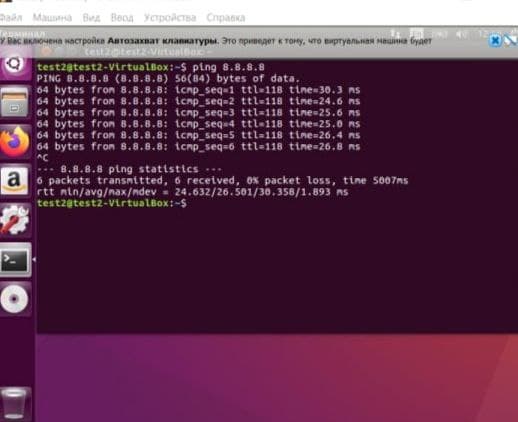 Файл Машина Вид Ввод Устройства Справка
Терминал
У Вас включена настройка Автозахват клавиатуры. Это приведет к тому, что виртуальная машина будет
test2@test2-VirtualBox: ~
test2@test2-VirtualBox:~$ ping 8.8.8.8
PING 8.8.8.8 (8.8.8.8) 56(84) bytes of data.
64 bytes from 8.8.8.8: icmp_seq=1 ttl=118 time=30.3 ms
64 bytes from 8.8.8.8: icmp_seq=2 ttl=118 time=24.6 ms
64 bytes from 8.8.8.8: icmp_seq=3 ttl=118 time=25.6 ms
64 bytes from 8.8.8.8: icmp_seq=4 ttl=118 time=25.0 ms
64 bytes from 8.8.8.8: icmp_seq=5 ttl=118 time=26.4 ms
64 bytes from 8.8.8.8: icmp_seq=6 ttl=118 time=26.8 ms
^C
--- 8.8.8.8 ping statistics ---
6 packets transmitted, 6 received, 0% packet loss, time 5007ms
rtt min/avg/max/mdev = 24.632/26.501/30.358/1.893 ms
test2@test2-VirtualBox:~$
a